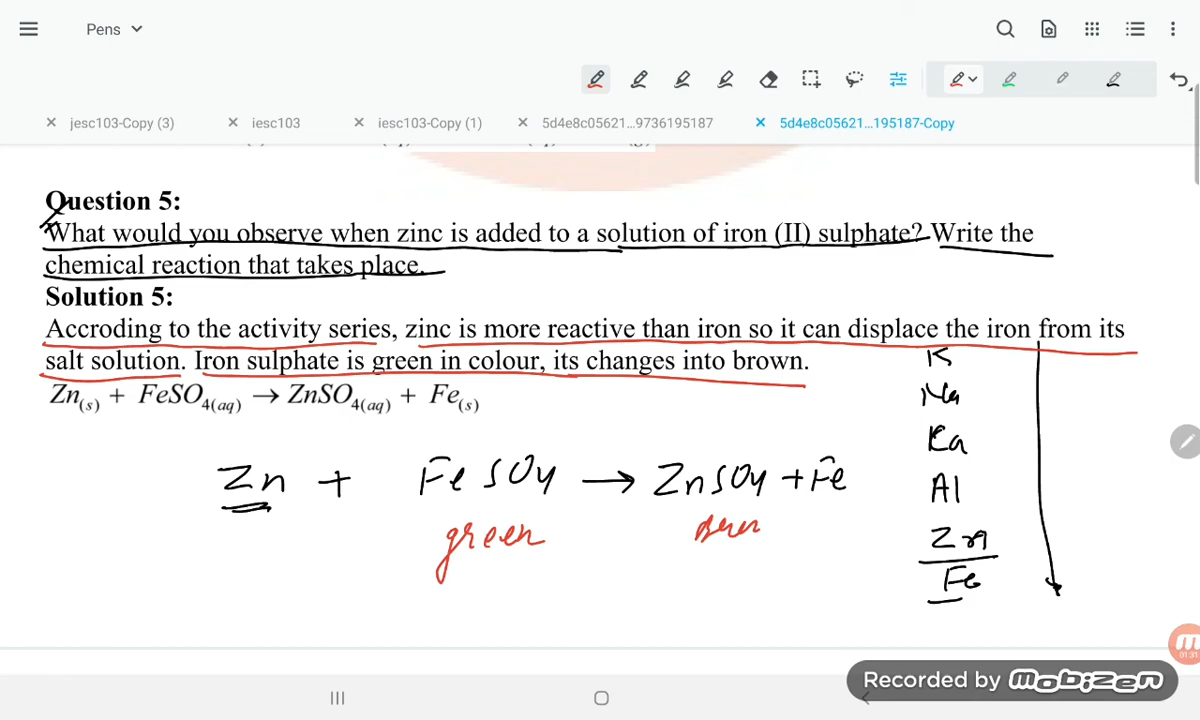 Pens
jesc103-Copy (3)
iesc103
iesc103-Copy (1)
5d4e8c05621...9736195187
5d4e8c05621...195187-Copy
Question 5:
What would you observe when zinc is added to a solution of iron (II) sulphate? Write the
chemical reaction that takes place.
Solution 5:
Accroding to the activity series, zinc is more reactive than iron so it can displace the iron from its
salt solution. Iron sulphate is green in colour, its changes into brown.
Zn(s) + FeSO4(aq) → ZnSO4(aq) + Fe(s)
Zn + FeSO4 → ZnSO4 + Fe
green
K
Na
Al
Zn
Fe
01:31
Recorded by mobizen